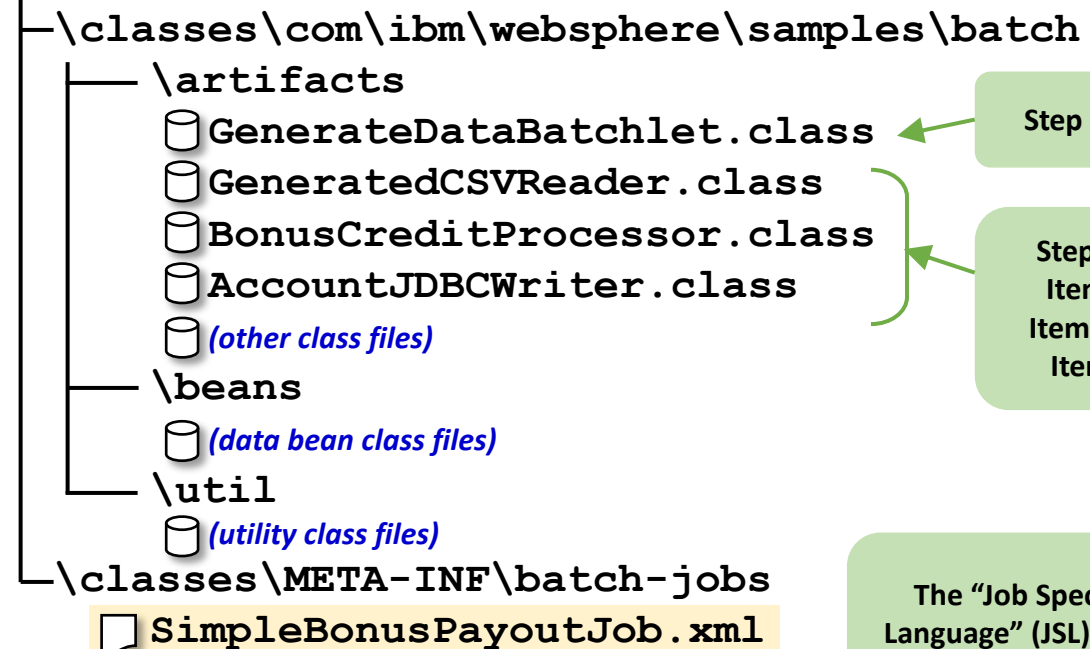 \classes\com\ibm\websphere\samples\batch
\artifacts
GenerateDataBatchlet.class
Step
GeneratedCSVReader.class
BonusCreditProcessor.class
AccountJDBCWriter.class
(other class files)
Step
Item
\beans
(data bean class files)
\util
(utility class files)
\classes\META-INF\batch-jobs
SimpleBonusPayoutJob.xml
The “Job Spec
Language” (JSL)